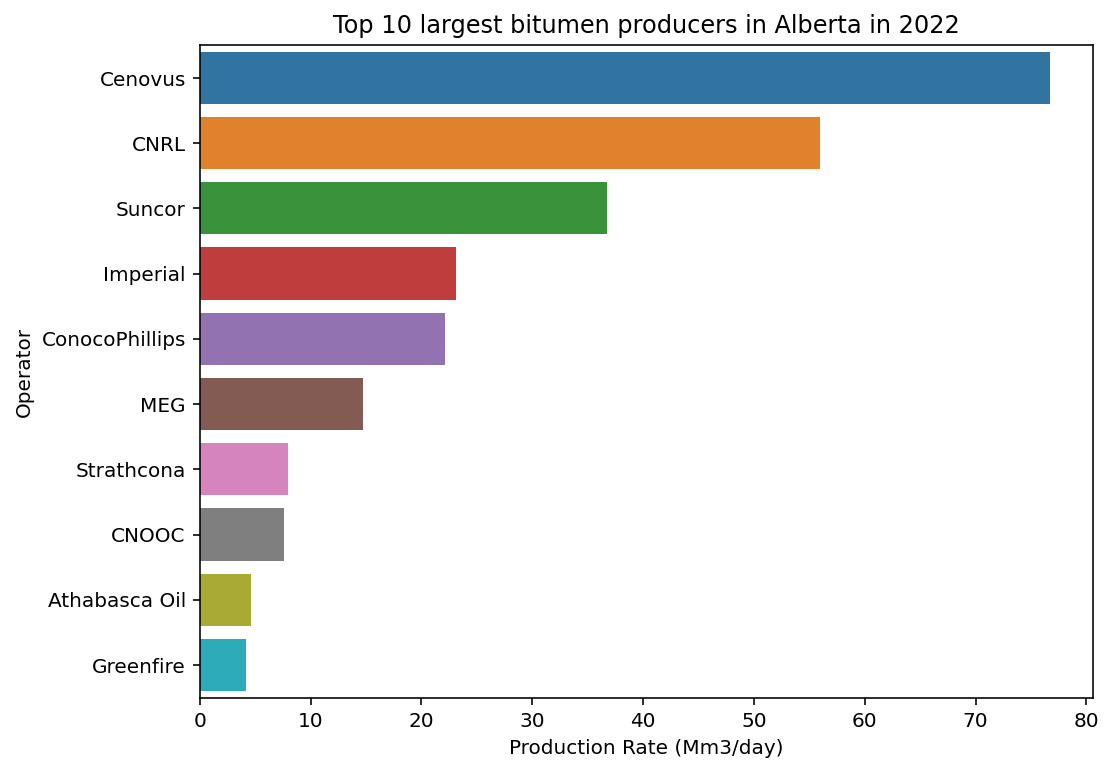 Top 10 largest bitumen producers in Alberta in 2022
Operator
Cenovus
CNRL
Suncor
Imperial
ConocoPhillips
MEG
Strathcona
CNOOC
Athabasca Oil
Greenfire
0 10 20 30 40 50 60 70 80
Production Rate (Mm3/day)